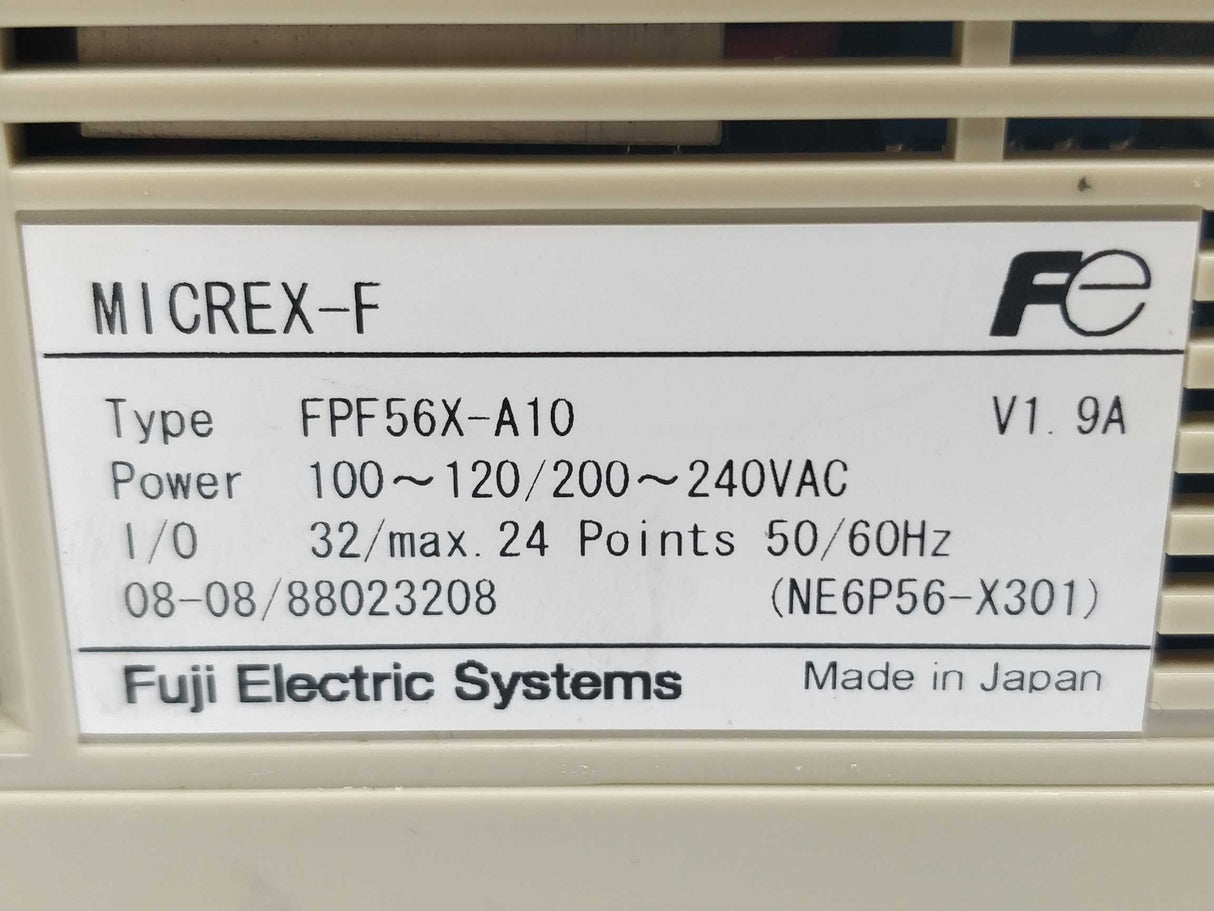 MICREX-F Fe
Type FPF56X-A10 V1.9A
Power 100～120/200～240VAC
I/O 32/max.24 Points 50/60Hz
08-08/88023208 (NE6P56-X301)
Fuji Electric Systems Made in Japan